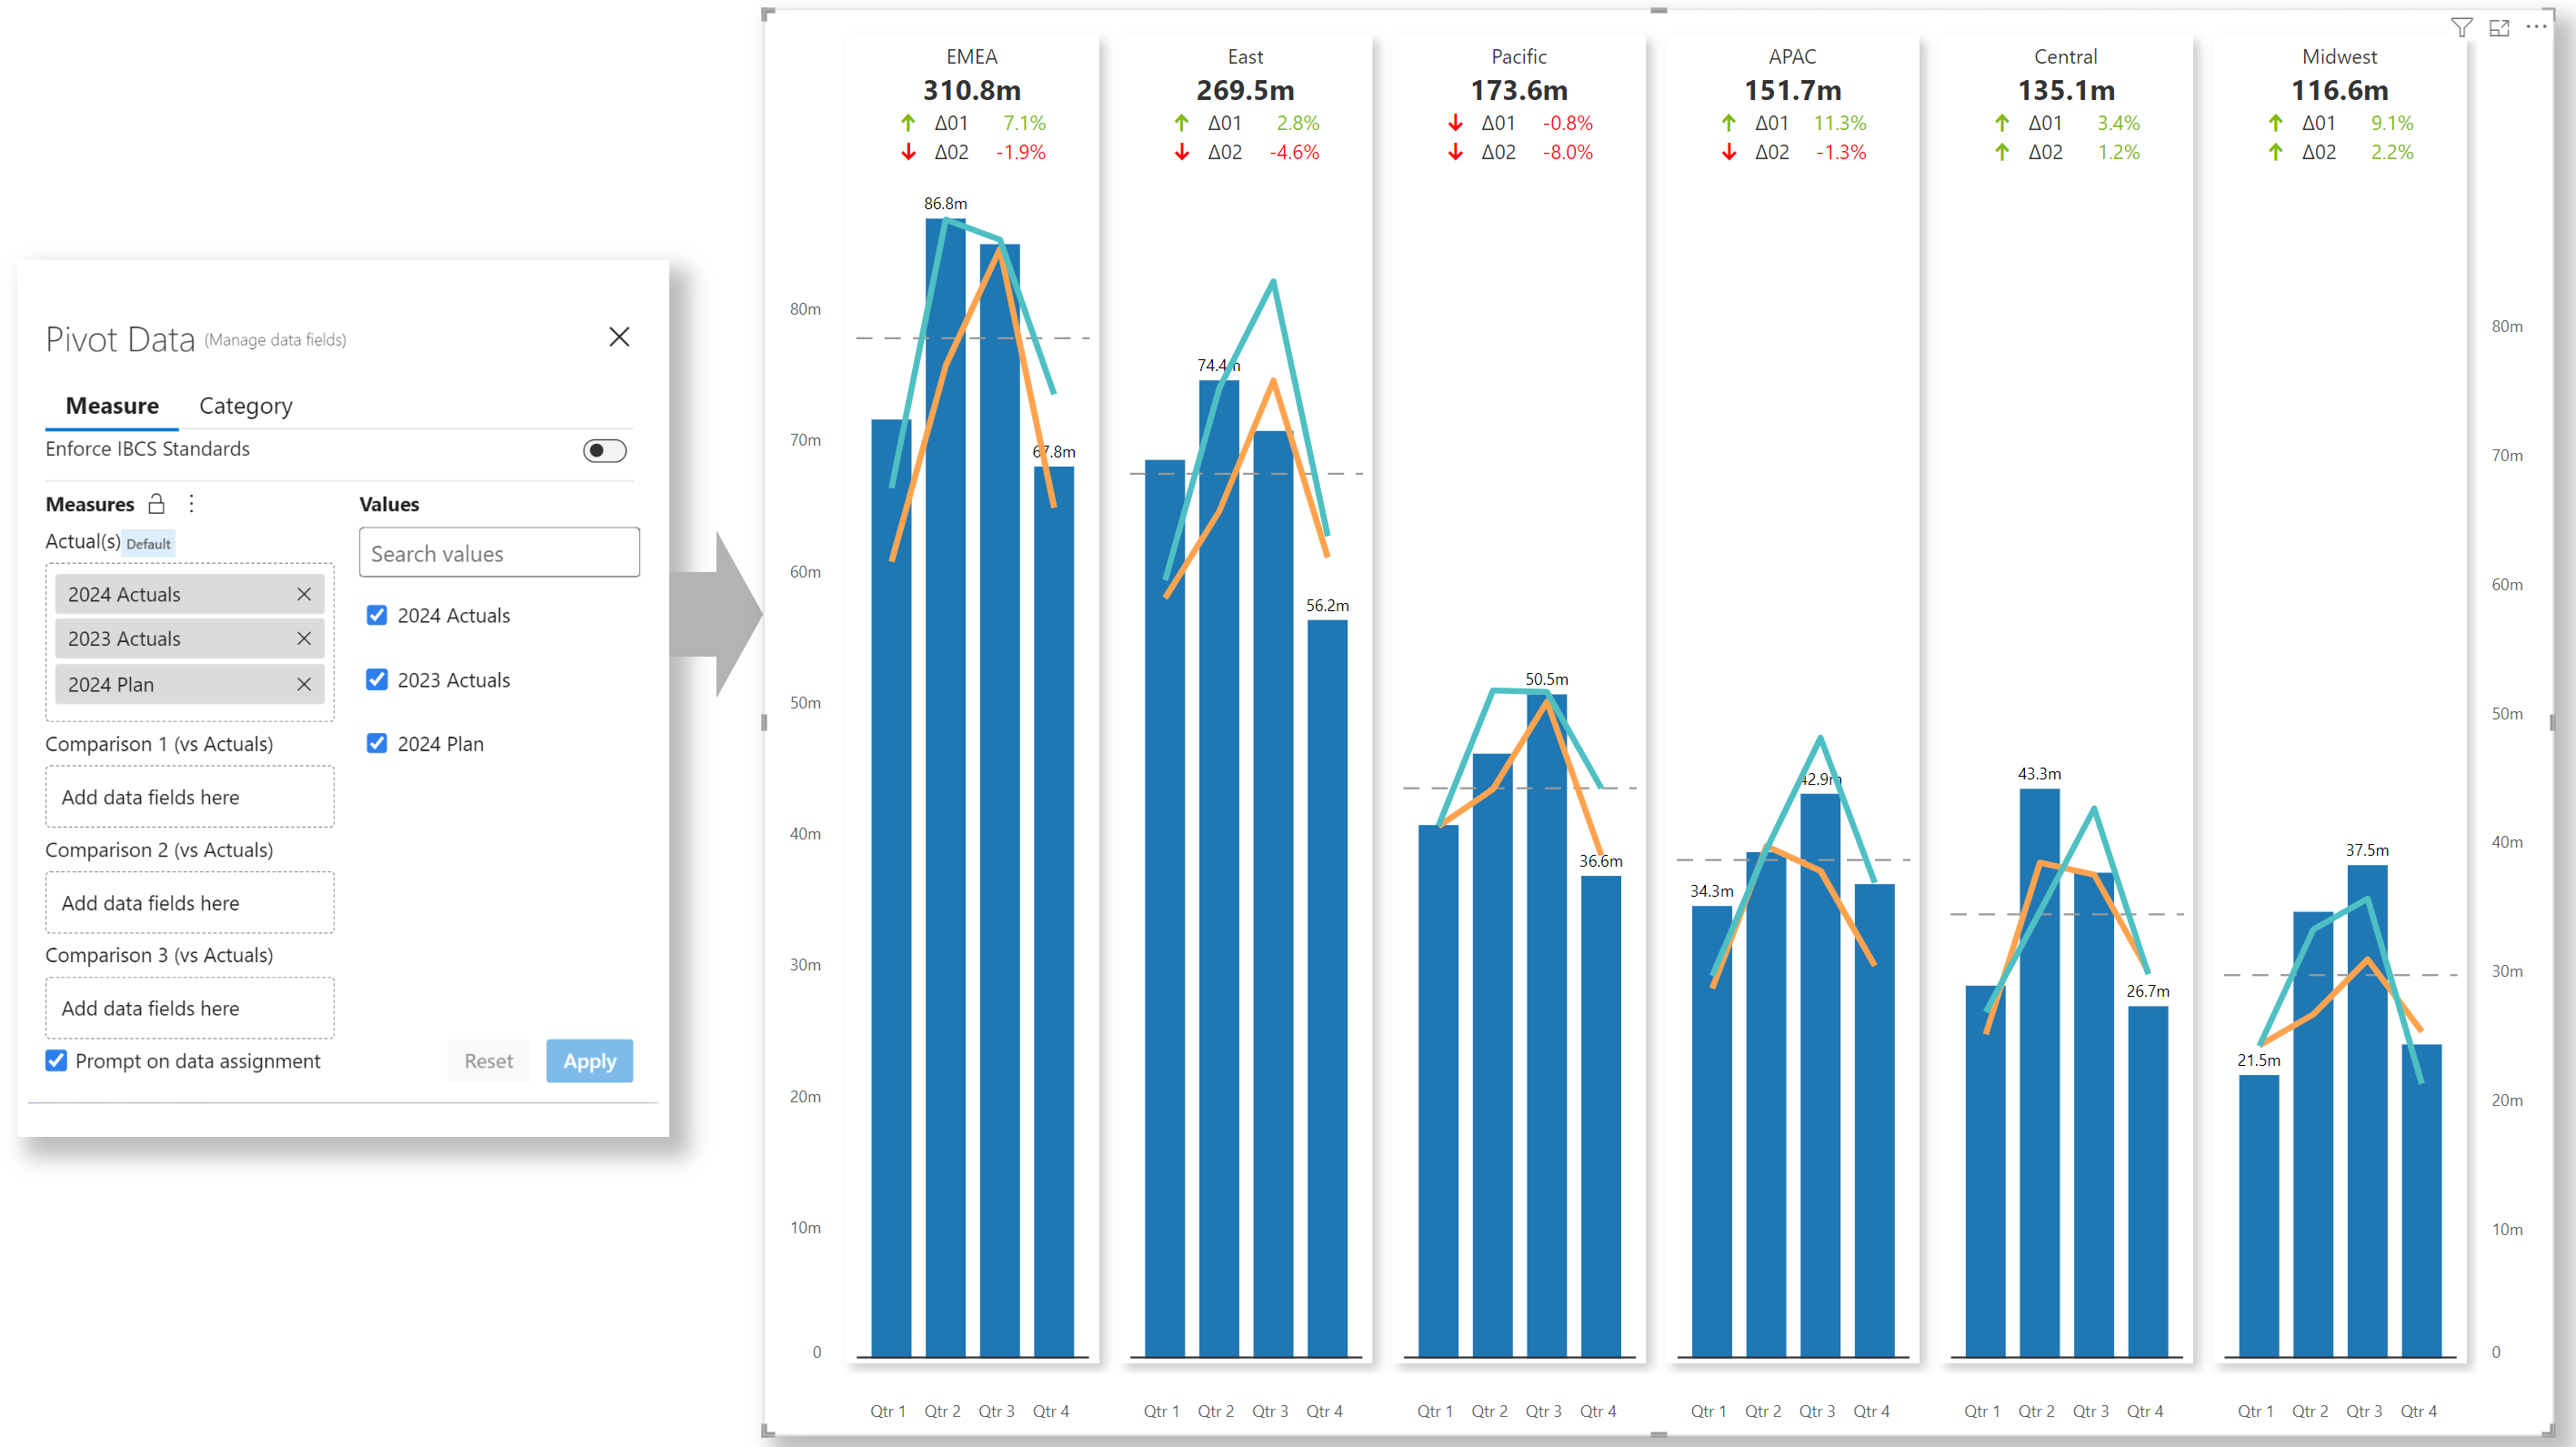 Pivot Data (Manage data fields)
Measure Category
Enforce IBCS Standards
Measures
Actual(s) Default
2024 Actuals
2023 Actuals
2024 Plan
Comparison 1 (vs Actuals)
Add data fields here
Comparison 2 (vs Actuals)
Add data fields here
Comparison 3 (vs Actuals)
Add data fields here
Prompt on data assignment
Values
Search values
2024 Actuals
2023 Actuals
2024 Plan
Reset Apply
80m
70m
60m
50m
40m
30m
20m
10m
0
EMEA
310.8m
Δ01 7.1%
Δ02 -1.9%
86.8m
67.8m
Qtr 1 Qtr 2 Qtr 3 Qtr 4
East
269.5m
Δ01 2.8%
Δ02 -4.6%
74.4m
56.2m
Qtr 1 Qtr 2 Qtr 3 Qtr 4
Pacific
173.6m
Δ01 -0.8%
Δ02 -8.0%
50.5m
36.6m
Qtr 1 Qtr 2 Qtr 3 Qtr 4
APAC
151.7m
Δ01 11.3%
Δ02 -1.3%
42.9m
34.3m
Qtr 1 Qtr 2 Qtr 3 Qtr 4
Central
135.1m
Δ01 3.4%
Δ02 1.2%
43.3m
26.7m
Qtr 1 Qtr 2 Qtr 3 Qtr 4
Midwest
116.6m
Δ01 9.1%
Δ02 2.2%
37.5m
21.5m
Qtr 1 Qtr 2 Qtr 3 Qtr 4
80m
70m
60m
50m
40m
30m
20m
10m
0